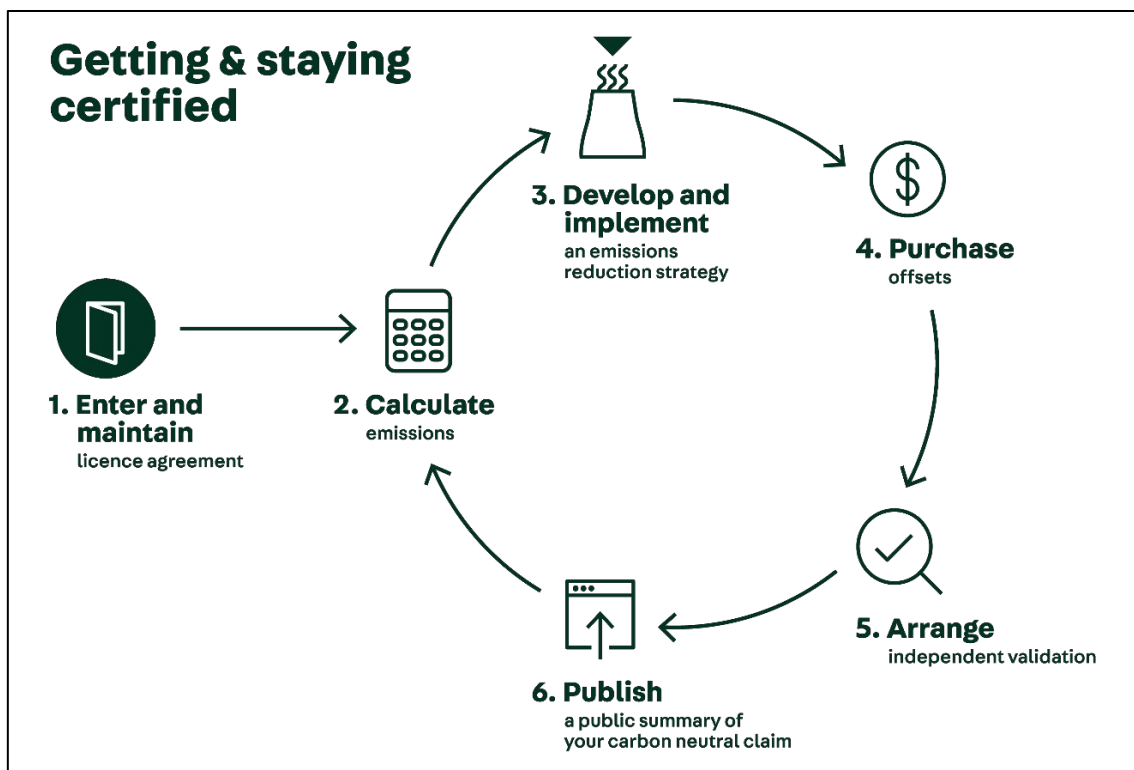 Getting & staying
certified
1. Enter and
maintain
licence agreement
2. Calculate
emissions
3. Develop and
implement
an emissions
reduction strategy
$
4. Purchase
offsets
5. Arrange
independent validation
6. Publish
a public summary of
your carbon neutral claim